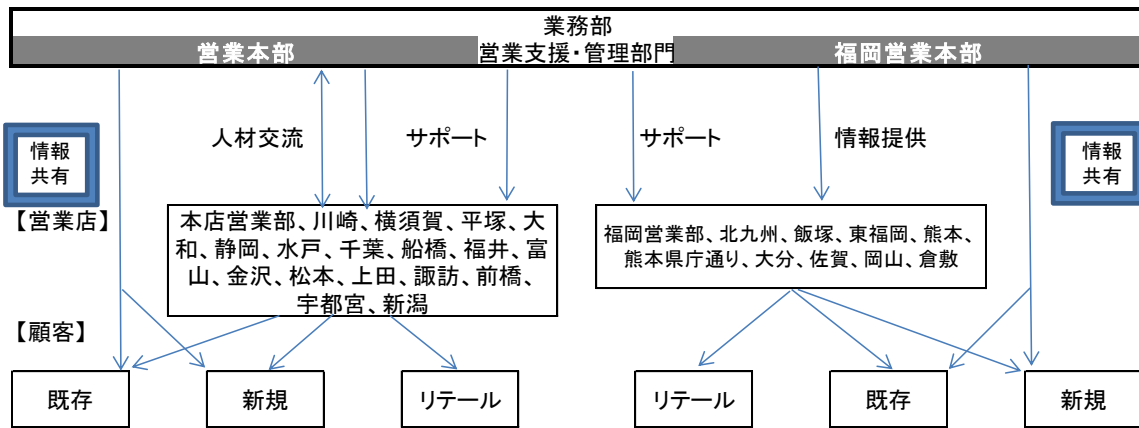 業務部
営業本部
営業支援・管理部門
福岡営業本部
人材交流
サポート
サポート
情報提供
情報
共有
情報
共有
【営業店】
本店営業部、川崎、横須賀、平塚、大
和、静岡、水戸、千葉、船橋、福井、富
山、金沢、松本、上田、諏訪、前橋、
宇都宮、新潟
福岡営業部、北九州、飯塚、東福岡、熊本、
熊本県庁通り、大分、佐賀、岡山、倉敷
【顧客】
既存
新規
リテール
リテール
既存
新規